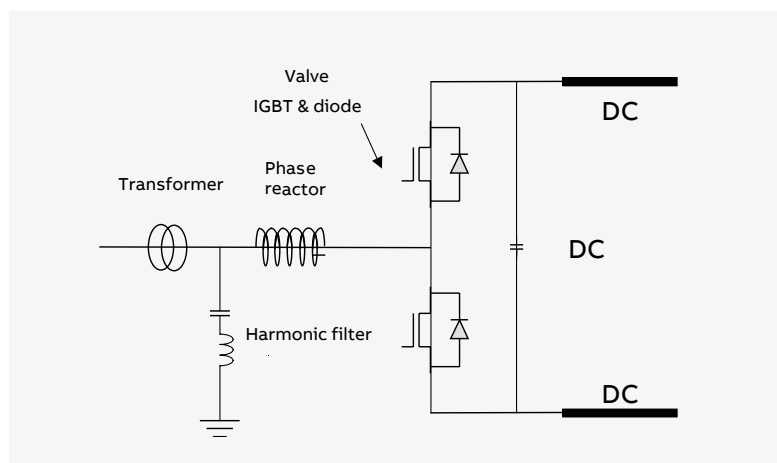 Valve
IGBT & diode
DC
Phase
reactor
Transformer
DC
Harmonic filter
DC